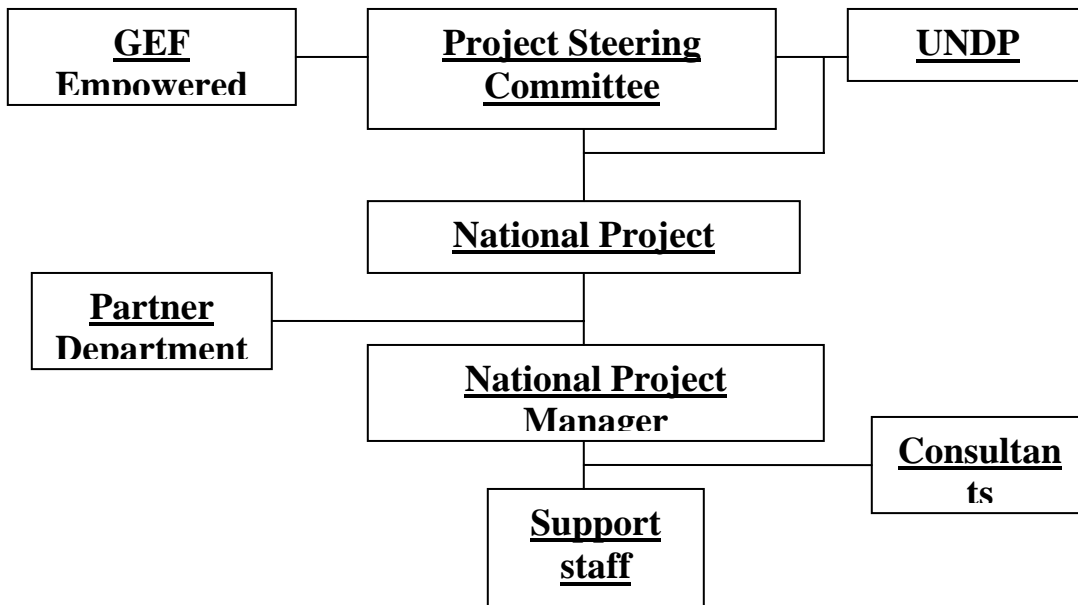 GEF
Empowered
Project Steering
Committee
UNDP
National Project
Partner
Department
National Project
Manager
Consultan
ts
Support
staff